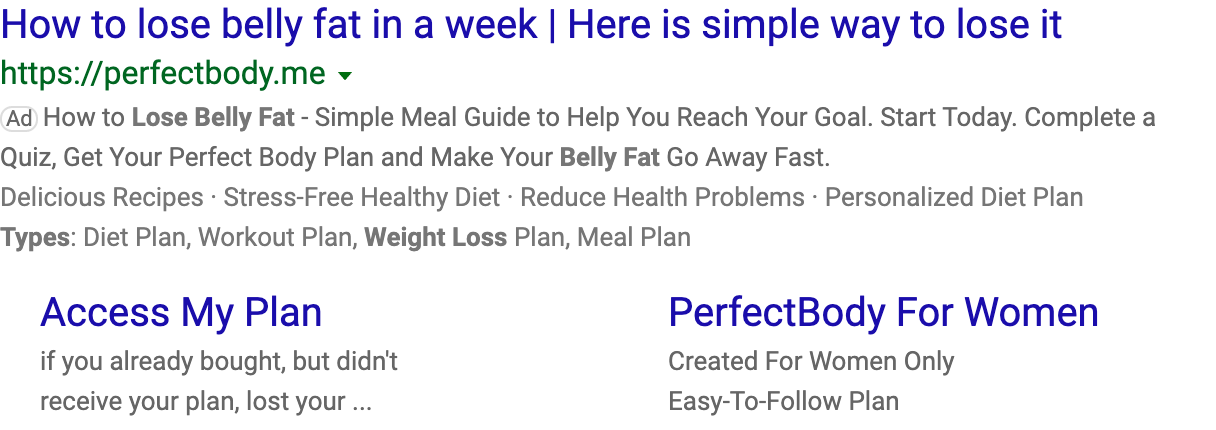 How to lose belly fat in a week | Here is simple way to lose it
https://perfectbody.me
Ad How to Lose Belly Fat - Simple Meal Guide to Help You Reach Your Goal. Start Today. Complete a
Quiz, Get Your Perfect Body Plan and Make Your Belly Fat Go Away Fast.
Delicious Recipes · Stress-Free Healthy Diet · Reduce Health Problems · Personalized Diet Plan
Types: Diet Plan, Workout Plan, Weight Loss Plan, Meal Plan
Access My Plan
if you already bought, but didn't
receive your plan, lost your ...
PerfectBody For Women
Created For Women Only
Easy-To-Follow Plan